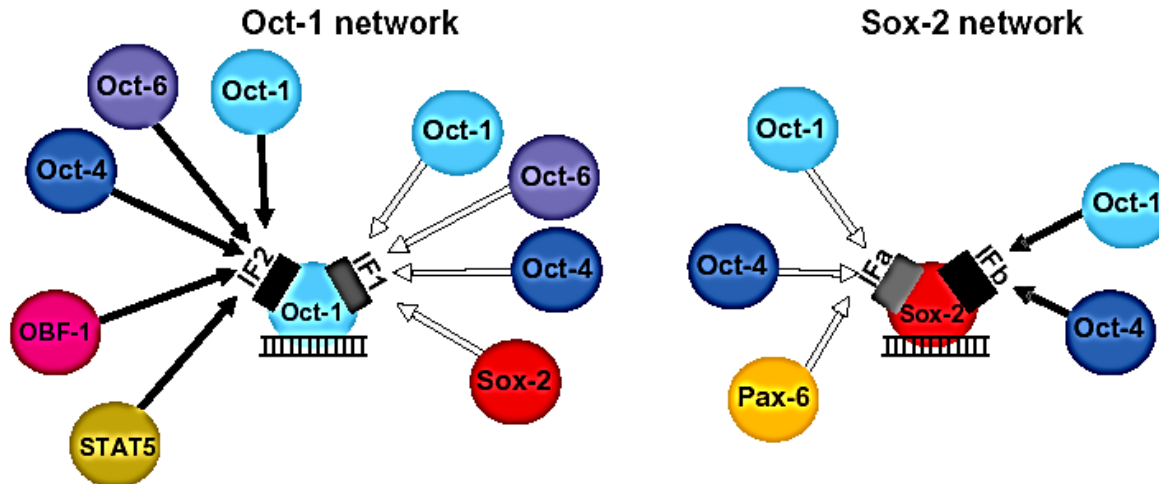 Oct-1 network
Oct-6
Oct-1
Oct-4
OBF-1
STAT5
IF2
Oct-1
IF1
Oct-1
Oct-6
Oct-4
Sox-2
Sox-2 network
Oct-1
Oct-4
Pax-6
IFa
Sox-2
IFb
Oct-1
Oct-4